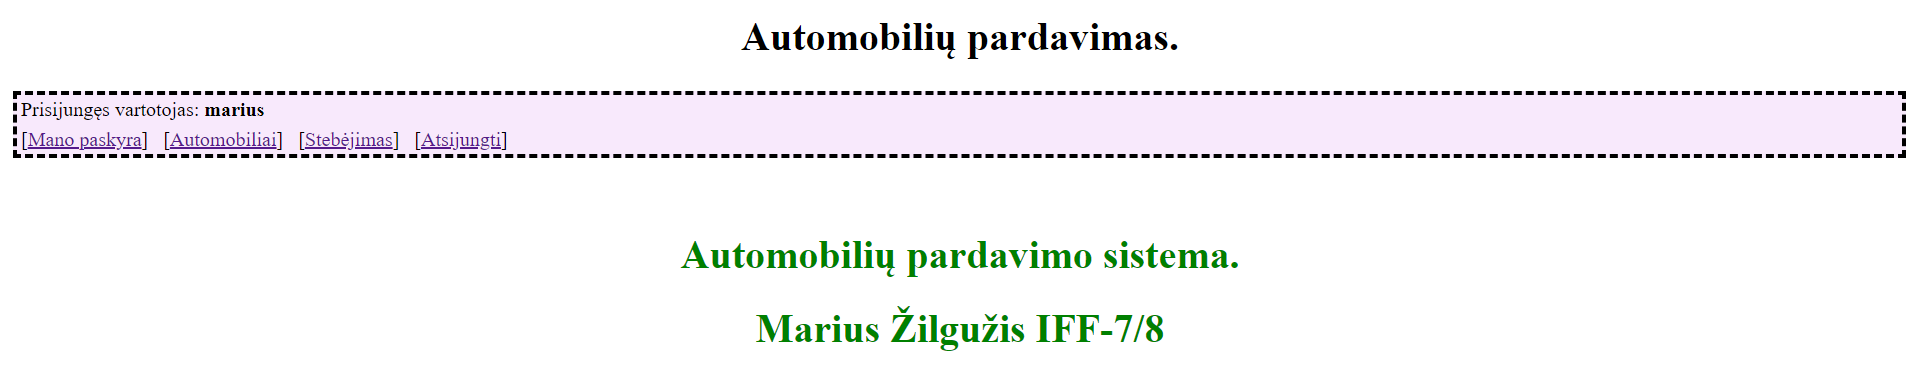 Automobilių pardavimas.
Prisijungęs vartotojas: marius
[Mano paskyra] [Automobiliai] [Stebėjimas] [Atsijungti]
Automobilių pardavimo sistema.
Marius Žilgužis IFF-7/8